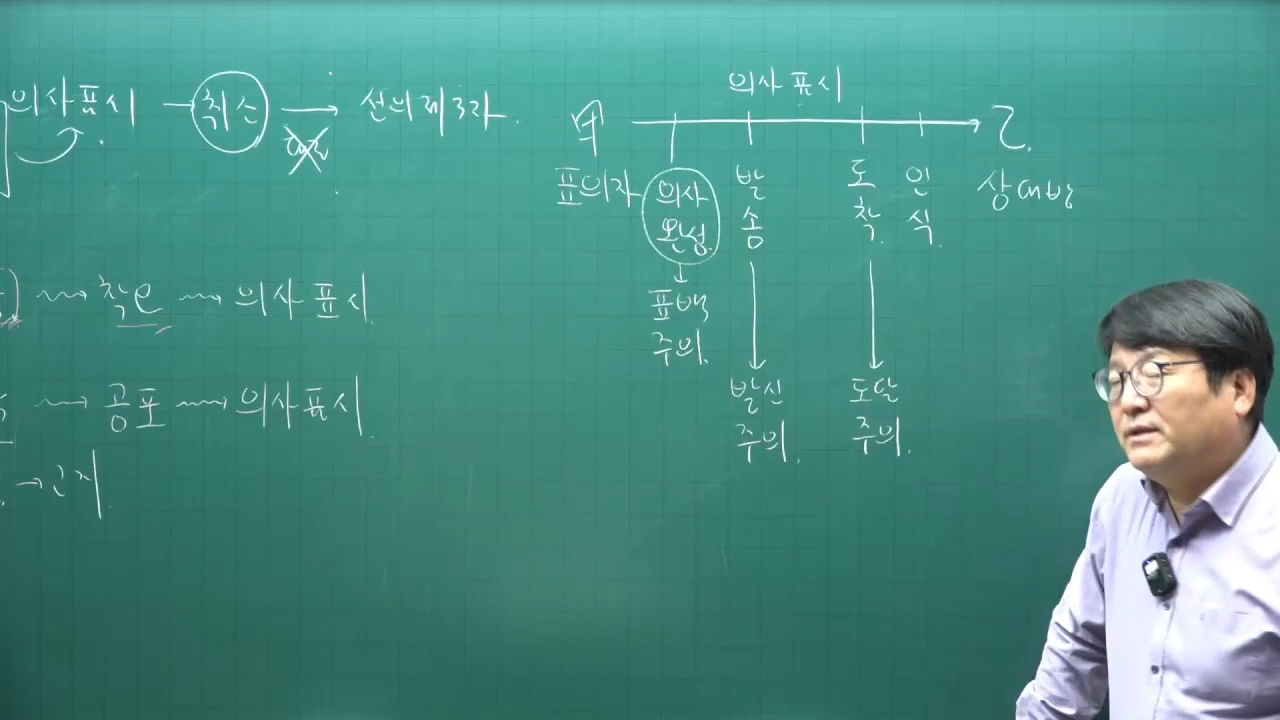 의사표시 취소 → 선의제3자.
착오 → 의사표시
공포 → 의사표시
→ 근거
의사표시
甲 乙.
표의자 의사완성. 발송 도착. 인식. 상대방
표백주의. 발신주의. 도달주의.